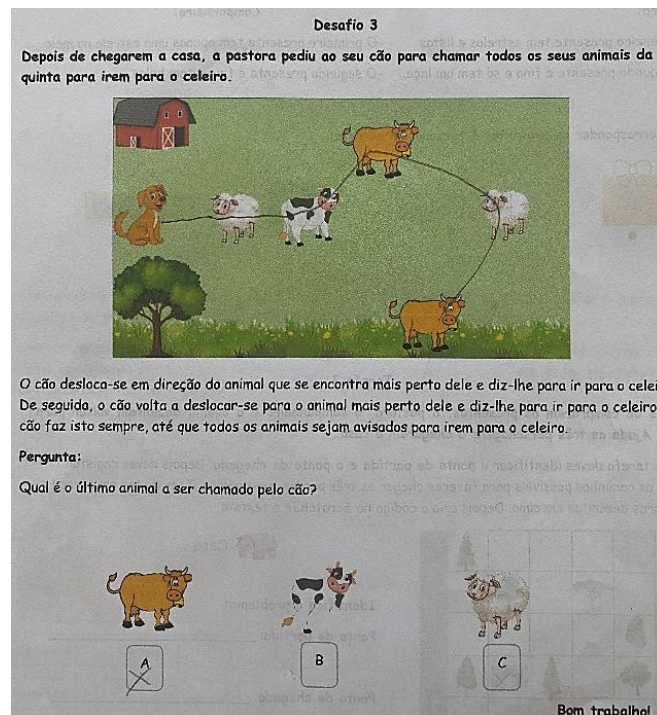 Desafio 3
Depois de chegarem a casa, a pastora pediu ao seu cão para chamar todos os seus animais da
quinta para irem para o celeiro.
O cão desloca-se em direção do animal que se encontra mais perto dele e diz-lhe para ir para o celei
De seguida, o cão volta a deslocar-se para o animal mais perto dele e diz-lhe para ir para o celeiro
cão faz isto sempre, até que todos os animais sejam avisados para irem para o celeiro.
Pergunta:
Qual é o último animal a ser chamado pelo cão?
A
B
C
Bom trabalho!